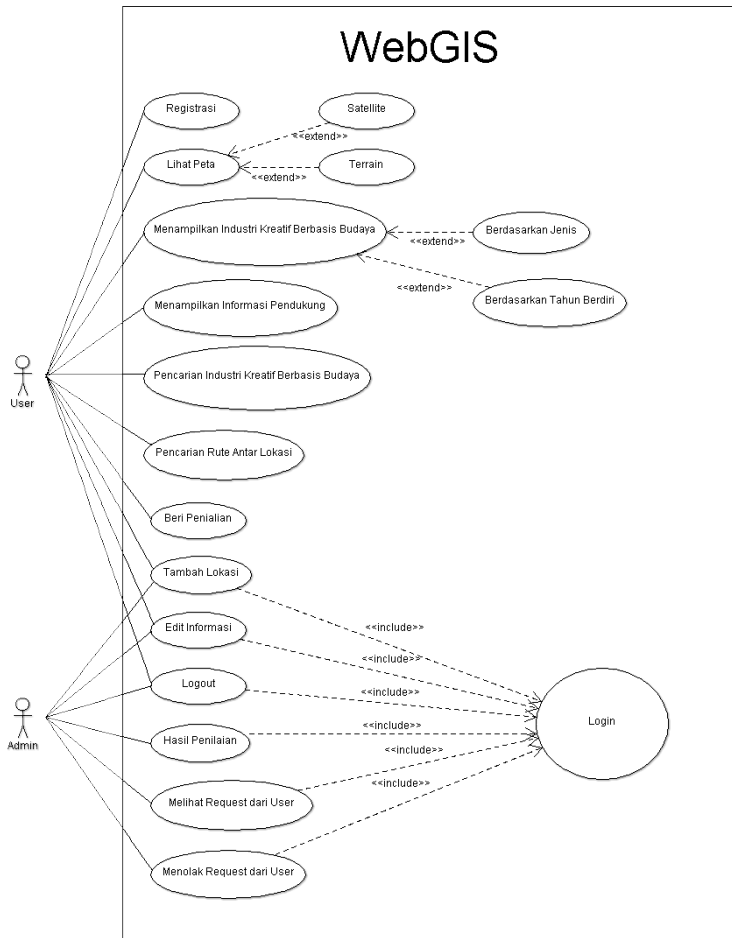 WebGIS
Registrasi
Satellite
<<extend>>
Lihat Peta
Terrain
<<extend>>
Menampilkan Industri Kreatif Berbasis Budaya
Berdasarkan Jenis
<<extend>>
<<extend>>
Berdasarkan Tahun Berdiri
Menampilkan Informasi Pendukung
Pencarian Industri Kreatif Berbasis Budaya
User
Pencarian Rute Antar Lokasi
Beri Penialian
Tambah Lokasi
<<include>>
Edit Informasi
<<include>>
Logout
<<include>>
Login
<<include>>
Hasil Penilaian
Admin
<<include>>
<<include>>
Melihat Request dari User
Menolak Request dari User